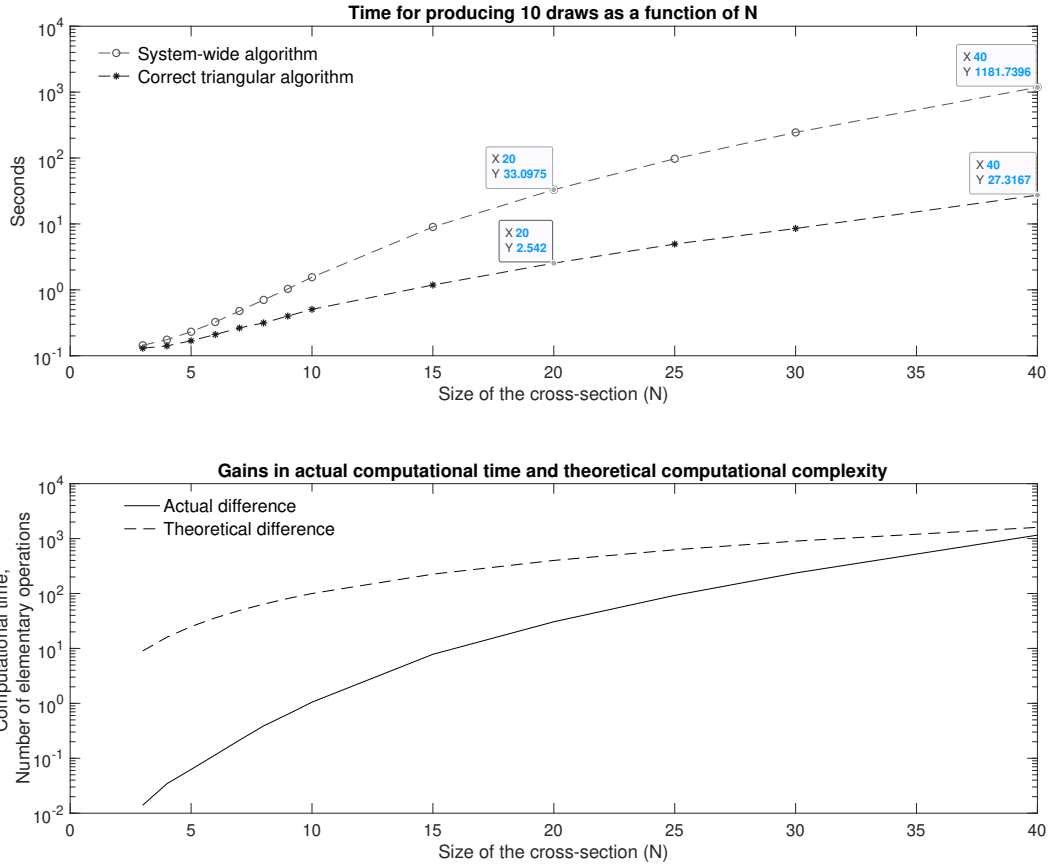 Time for producing 10 draws as a function of N
System-wide algorithm
Correct triangular algorithm
10^4
10^3
10^2
10^1
10^0
10^-1
Seconds
X 40
Y 1181.7396
X 20
Y 33.0975
X 40
Y 27.3167
X 20
Y 2.542
0 5 10 15 20 25 30 35 40
Size of the cross-section (N)
Gains in actual computational time and theoretical computational complexity
Actual difference
Theoretical difference
10^4
10^3
10^2
10^1
10^0
10^-1
10^-2
Computational time,
Number of elementary operations
0 5 10 15 20 25 30 35 40
Size of the cross-section (N)